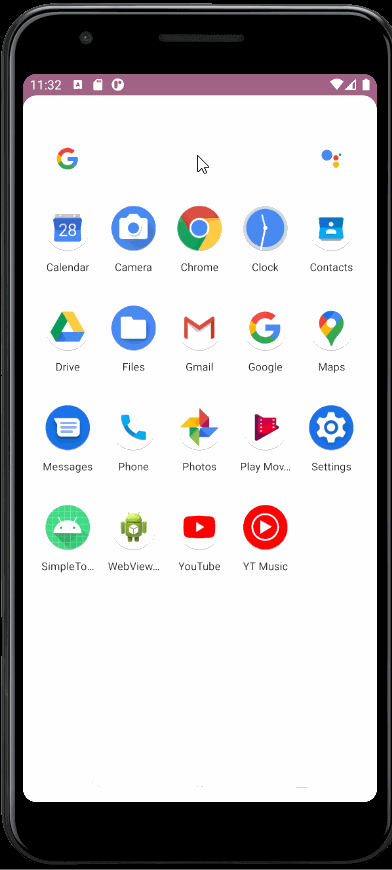 11:32
28
Calendar Camera Chrome Clock Contacts
Drive Files Gmail Google Maps
Messages Phone Photos Play Mov... Settings
SimpleTo... WebView... YouTube YT Music